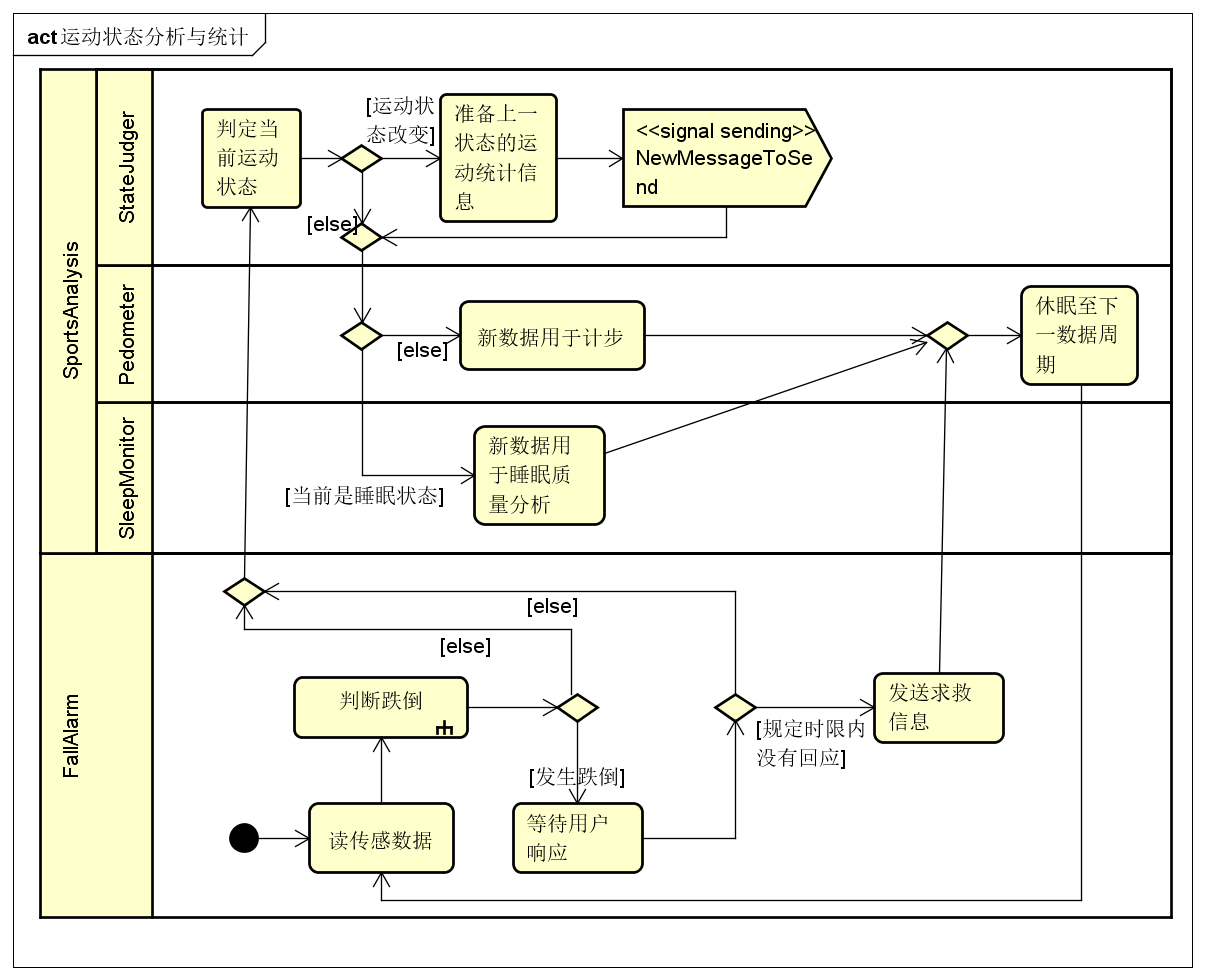 act 运动状态分析与统计
SportsAnalysis
StateJudger
判定当
前运动
状态
[运动状
态改变]
准备上一
状态的运
动统计信
息
<<signal sending>>
NewMessageToSe
nd
[else]
Pedometer
[else]
新数据用于计步
休眠至下
一数据周
期
SleepMonitor
新数据用
于睡眠质
量分析
[当前是睡眠状态]
FallAlarm
[else]
[else]
判断跌倒
发送求救
信息
[规定时限内
没有回应]
[发生跌倒]
读传感数据
等待用户
响应